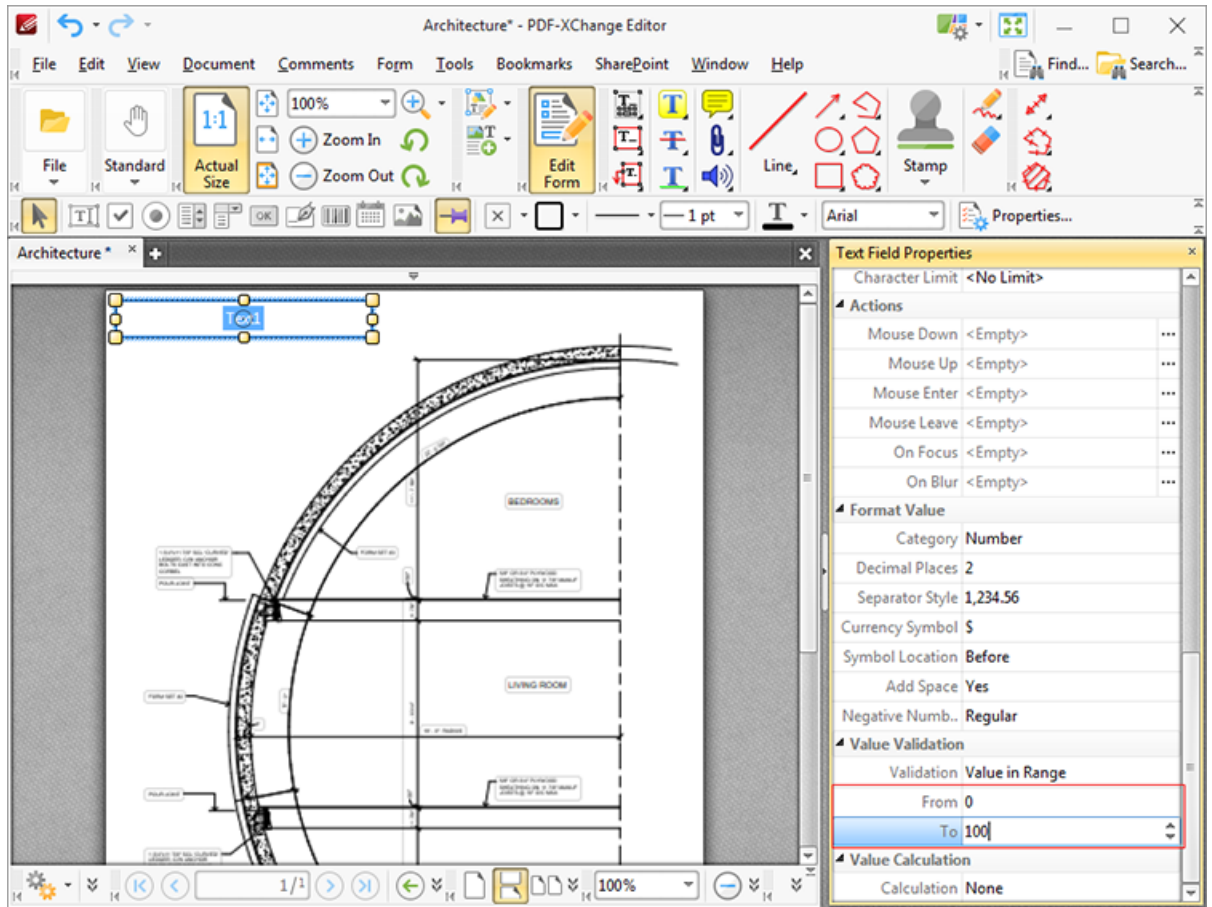 Architecture* - PDF-XChange Editor
File Edit View Document Comments Form Tools Bookmarks SharePoint Window Help Find... Search...
1:1 100% T
Zoom In
File Standard Actual Size Zoom Out Edit Form Line Stamp
OK 1 pt T Arial Properties...
Architecture *
Text Field Properties
Character Limit <No Limit>
Actions
Text1
Mouse Down <Empty> ...
Mouse Up <Empty> ...
Mouse Enter <Empty> ...
Mouse Leave <Empty> ...
On Focus <Empty> ...
On Blur <Empty> ...
BEDROOMS
Format Value
Category Number
Decimal Places 2
Separator Style 1,234.56
Currency Symbol $
Symbol Location Before
LIVING ROOM
Add Space Yes
Negative Numb.. Regular
Value Validation
Validation Value in Range
From 0
To 100
Value Calculation
Calculation None
1/1 100%